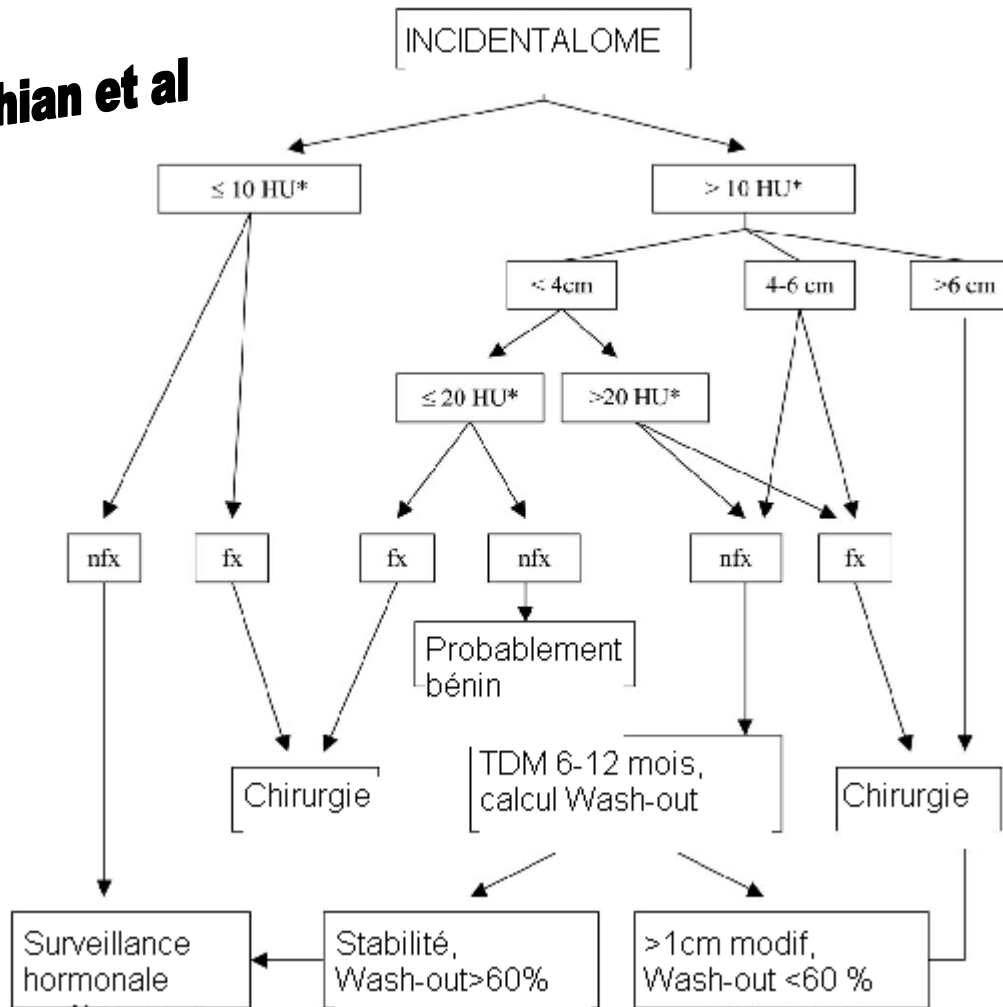 INCIDENTALOME
hian et al
≤ 10 HU*
> 10 HU*
< 4cm
4-6 cm
>6 cm
≤ 20 HU*
>20 HU*
nfx
fx
fx
nfx
nfx
fx
Probablement
bénin
TDM 6-12 mois,
calcul Wash-out
Chirurgie
Chirurgie
Surveillance
hormonale
Stabilité,
Wash-out>60%
>1cm modif,
Wash-out <60 %